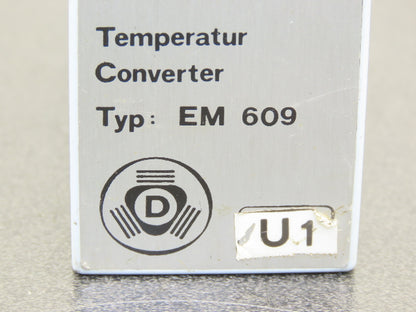 Temperatur
Converter
Typ: EM 609
D
U1